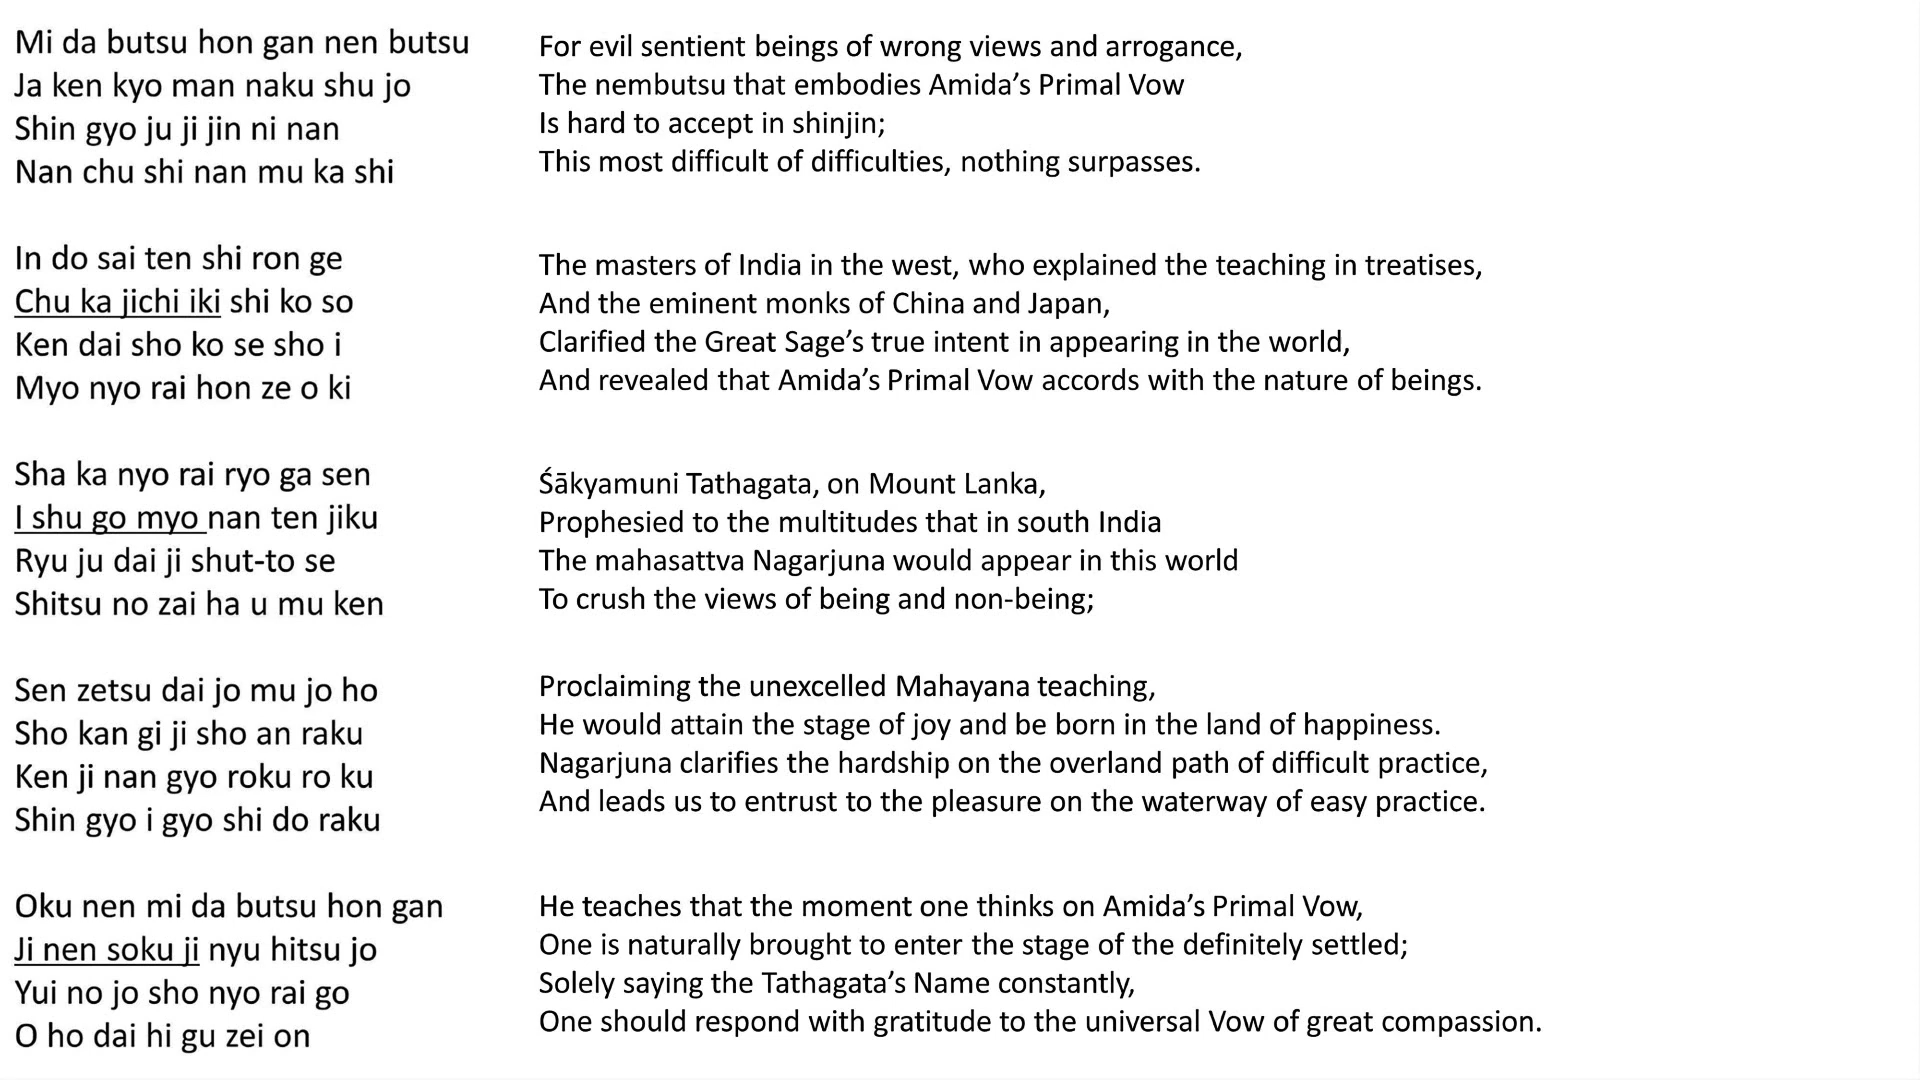 Mi da butsu hon gan nen butsu
Ja ken kyo man naku shu jo
Shin gyo ju ji jin ni nan
Nan chu shi nan mu ka shi
For evil sentient beings of wrong views and arrogance,
The nembutsu that embodies Amida’s Primal Vow
Is hard to accept in shinjin;
This most difficult of difficulties, nothing surpasses.
In do sai ten shi ron ge
Chu ka jichi iki shi ko so
Ken dai sho ko se sho i
Myo nyo rai hon ze o ki
The masters of India in the west, who explained the teaching in treatises,
And the eminent monks of China and Japan,
Clarified the Great Sage’s true intent in appearing in the world,
And revealed that Amida’s Primal Vow accords with the nature of beings.
Sha ka nyo rai ryo ga sen
I shu go myo nan ten jiku
Ryu ju dai ji shut-to se
Shitsu no zai ha u mu ken
Śākyamuni Tathagata, on Mount Lanka,
Prophesied to the multitudes that in south India
The mahasattva Nagarjuna would appear in this world
To crush the views of being and non-being;
Sen zetsu dai jo mu jo ho
Sho kan gi ji sho an raku
Ken ji nan gyo roku ro ku
Shin gyo i gyo shi do raku
Proclaiming the unexcelled Mahayana teaching,
He would attain the stage of joy and be born in the land of happiness.
Nagarjuna clarifies the hardship on the overland path of difficult practice,
And leads us to entrust to the pleasure on the waterway of easy practice.
Oku nen mi da butsu hon gan
Ji nen soku ji nyu hitsu jo
Yui no jo sho nyo rai go
O ho dai hi gu zei on
He teaches that the moment one thinks on Amida’s Primal Vow,
One is naturally brought to enter the stage of the definitely settled;
Solely saying the Tathagata’s Name constantly,
One should respond with gratitude to the universal Vow of great compassion.